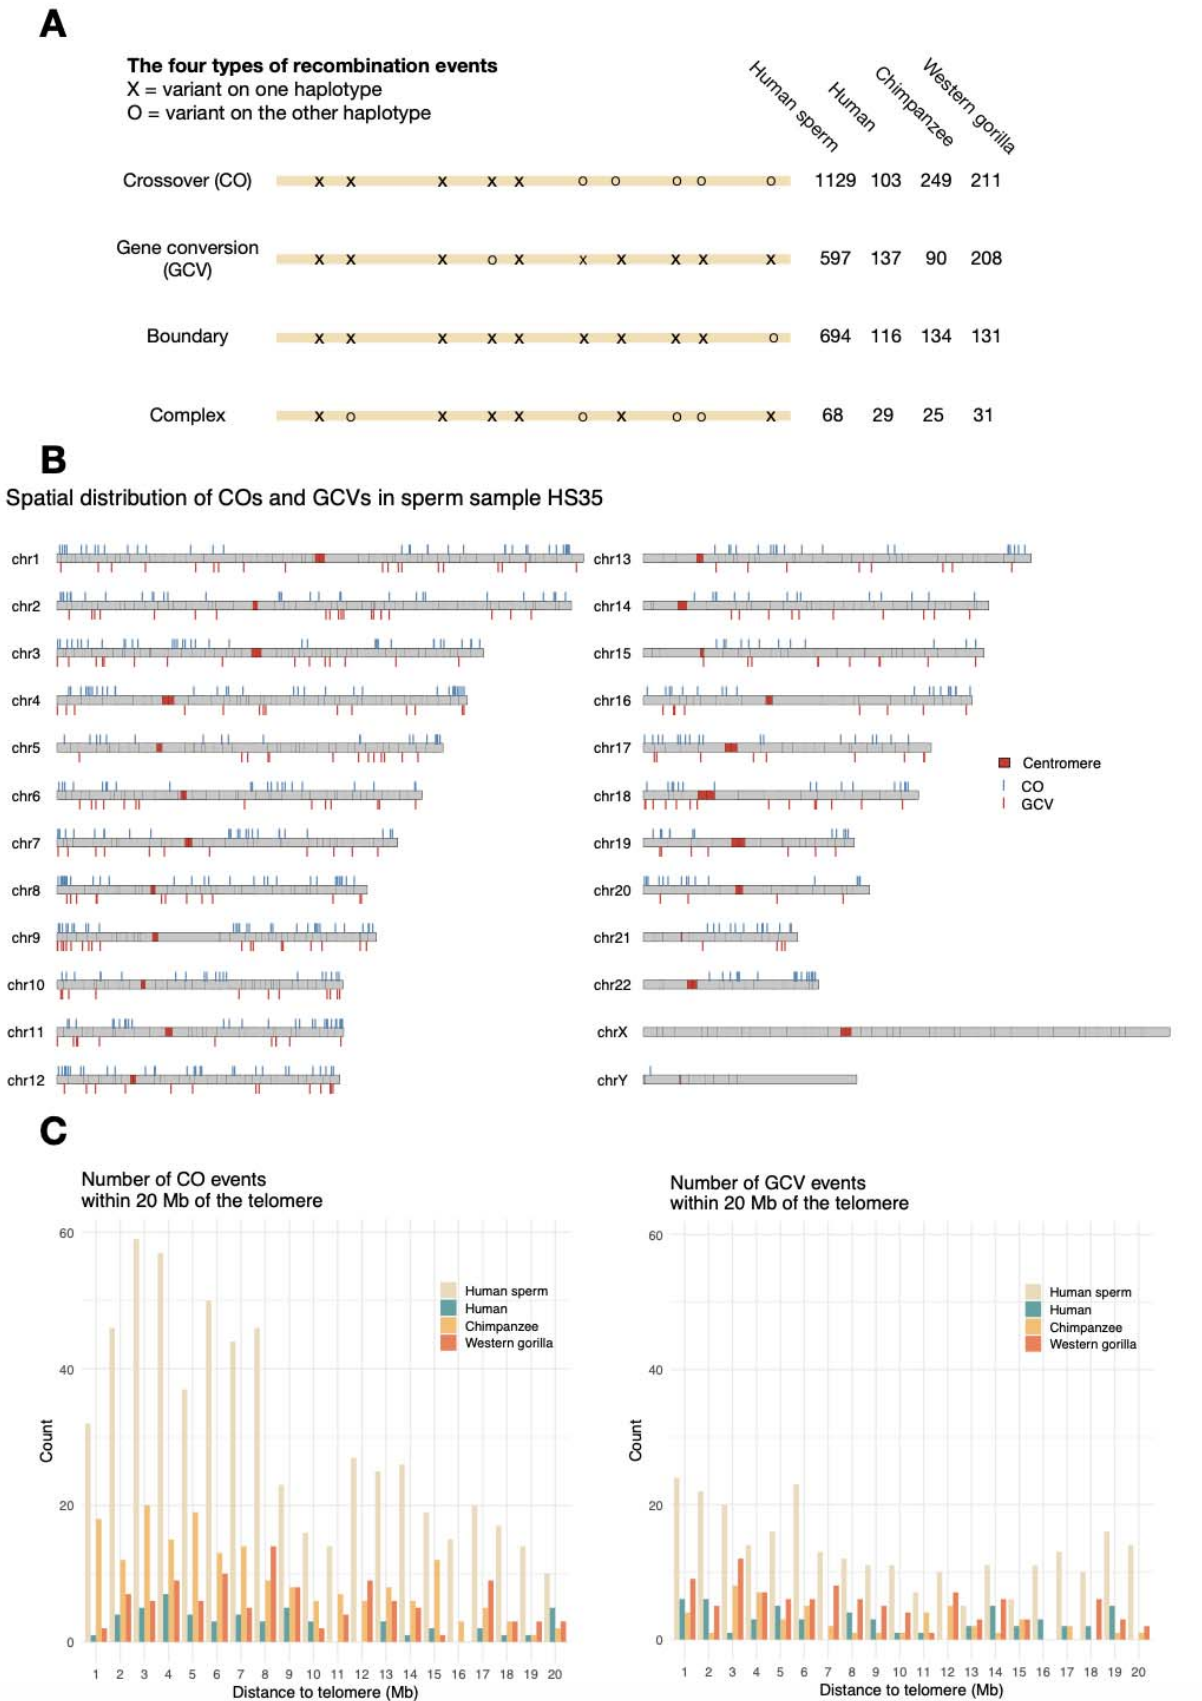 A
The four types of recombination events
X = variant on one haplotype
O = variant on the other haplotype
Human sperm
Human
Chimpanzee
Western gorilla
Crossover (CO) X X X X X O O O O O 1129 103 249 211
Gene conversion
(GCV) X X X O X X X X X X 597 137 90 208
Boundary X X X X X X X X X O 694 116 134 131
Complex X O X X X O X O O X 68 29 25 31
B
Spatial distribution of COs and GCVs in sperm sample HS35
chr1
chr2
chr3
chr4
chr5
chr6
chr7
chr8
chr9
chr10
chr11
chr12
chr13
chr14
chr15
chr16
chr17
chr18
chr19
chr20
chr21
chr22
chrX
chrY
Centromere
CO
GCV
C
Number of CO events
within 20 Mb of the telomere
60
40
20
0
Count
Human sperm
Human
Chimpanzee
Western gorilla
1 2 3 4 5 6 7 8 9 10 11 12 13 14 15 16 17 18 19 20
Distance to telomere (Mb)
Number of GCV events
within 20 Mb of the telomere
60
40
20
0
Count
Human sperm
Human
Chimpanzee
Western gorilla
1 2 3 4 5 6 7 8 9 10 11 12 13 14 15 16 17 18 19 20
Distance to telomere (Mb)